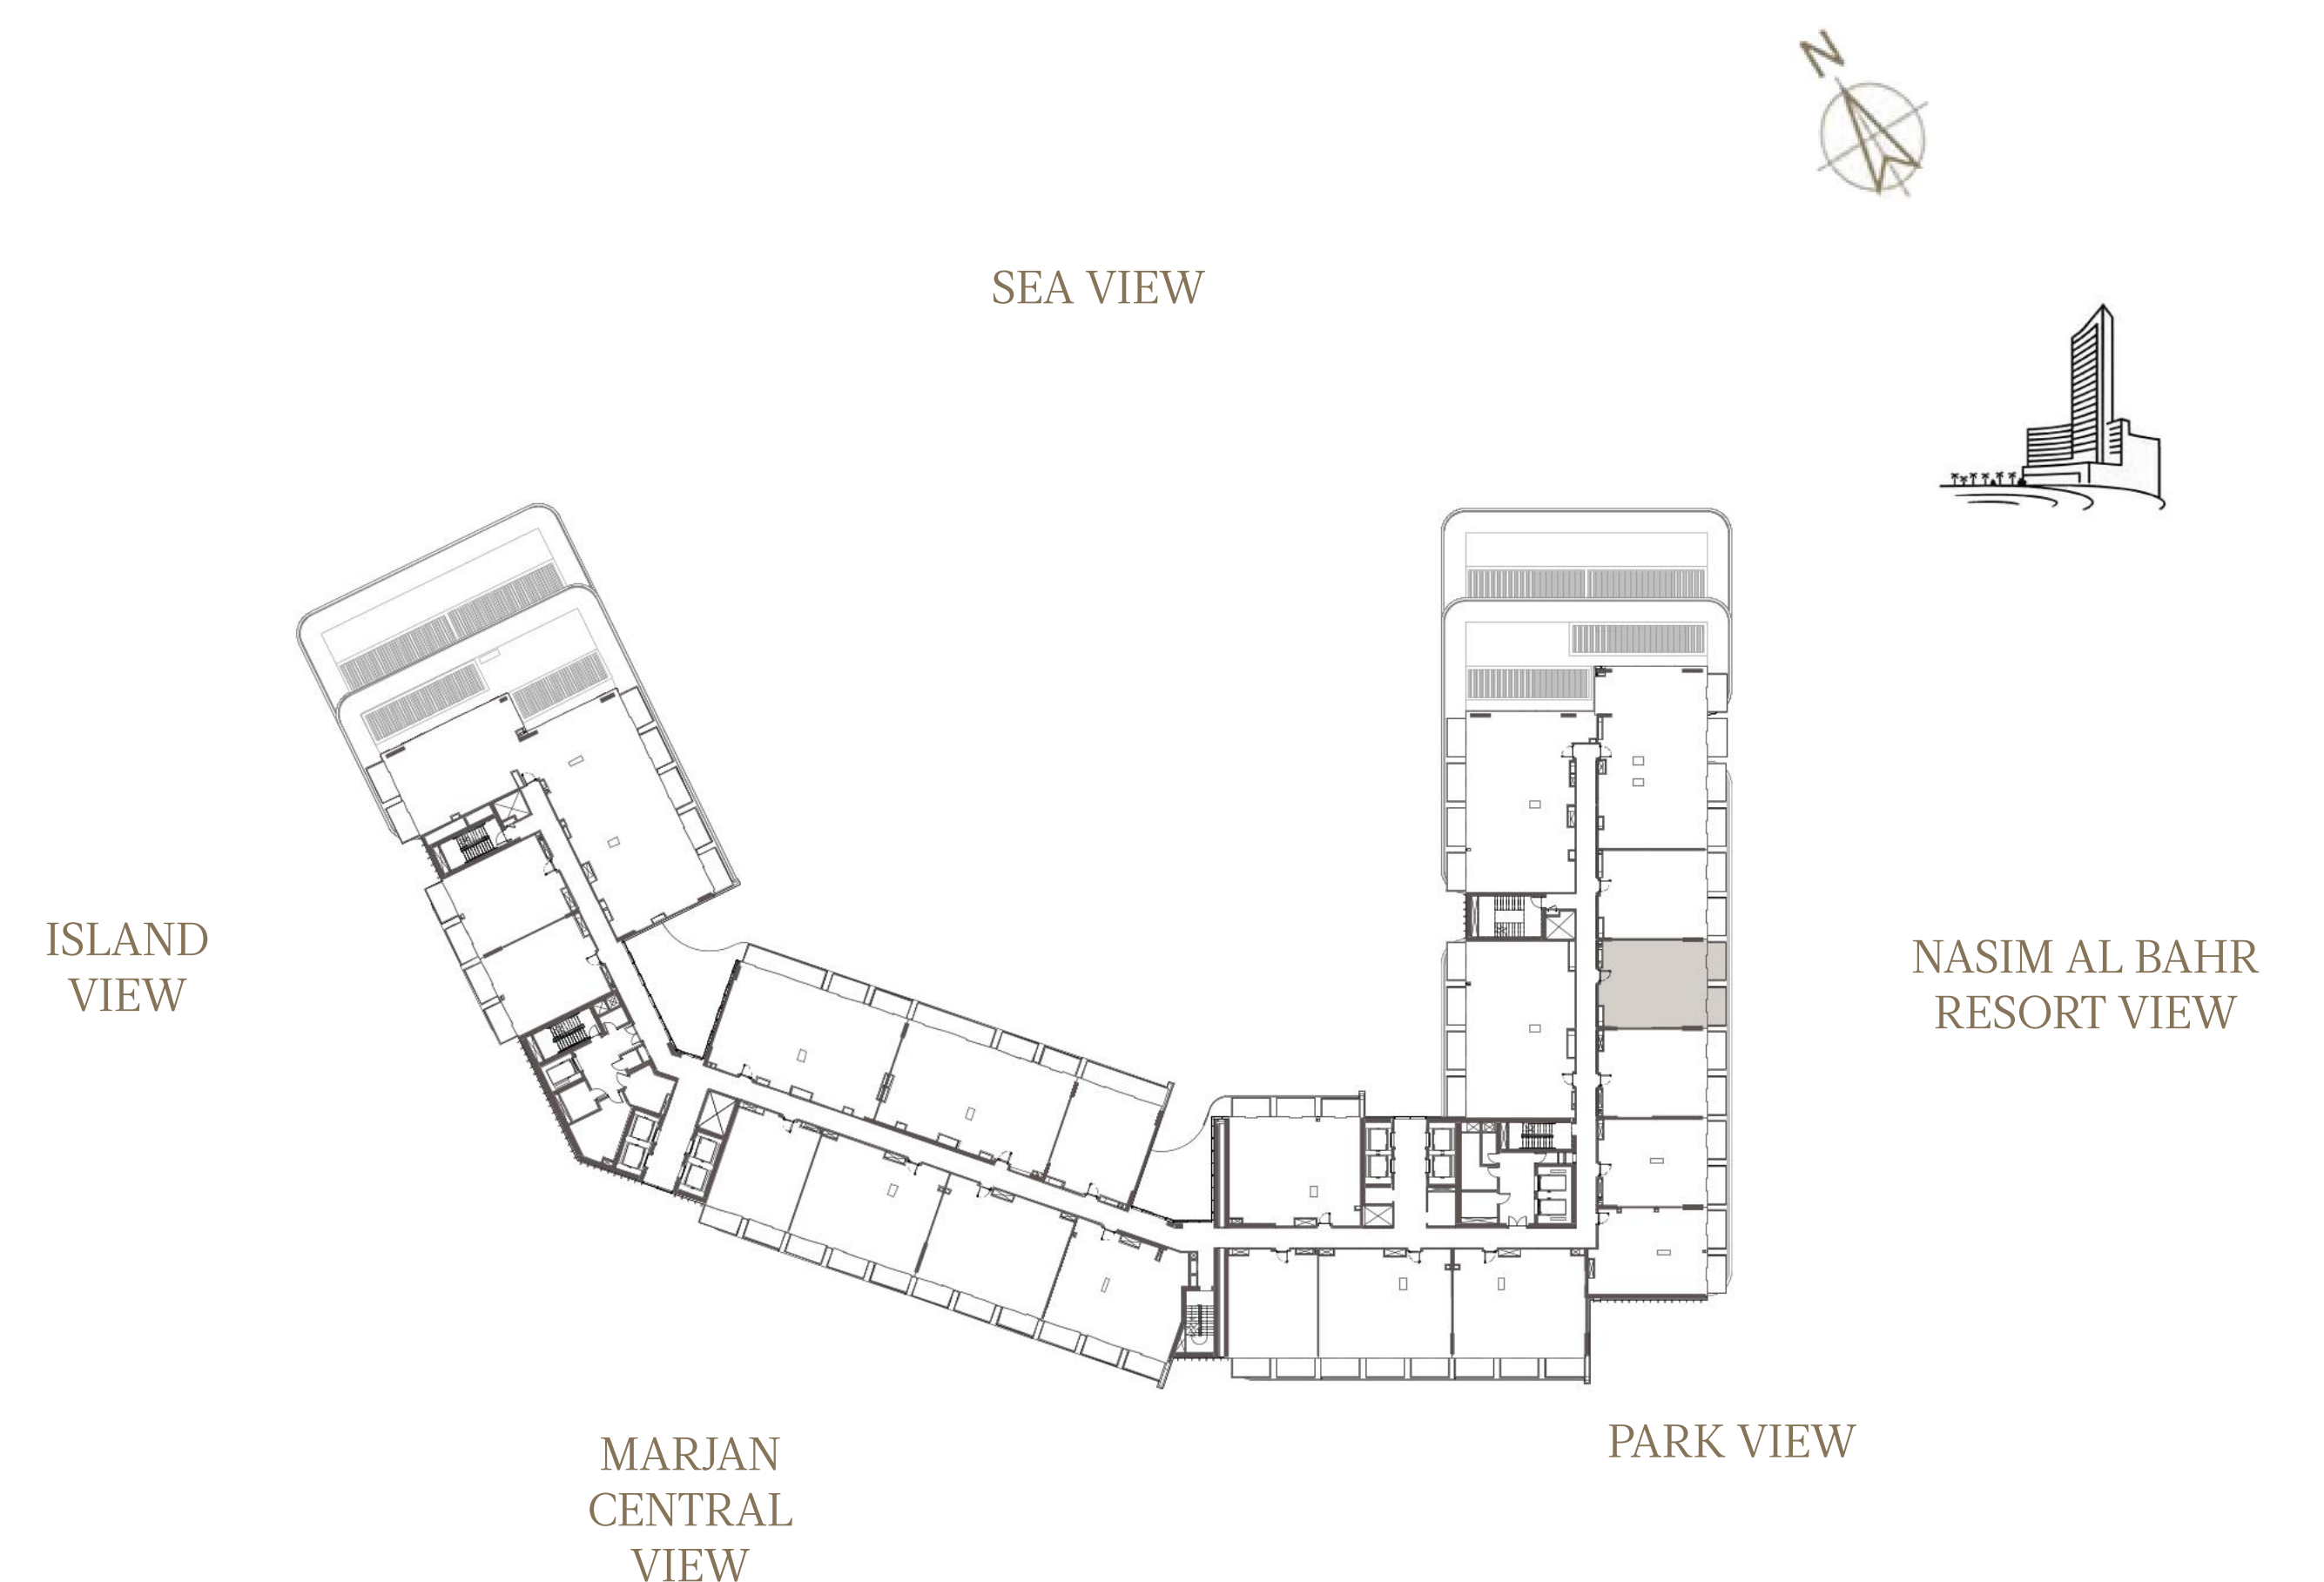 N
SEA VIEW
ISLAND
VIEW
NASIM AL BAHR
RESORT VIEW
PARK VIEW
MARJAN
CENTRAL
VIEW